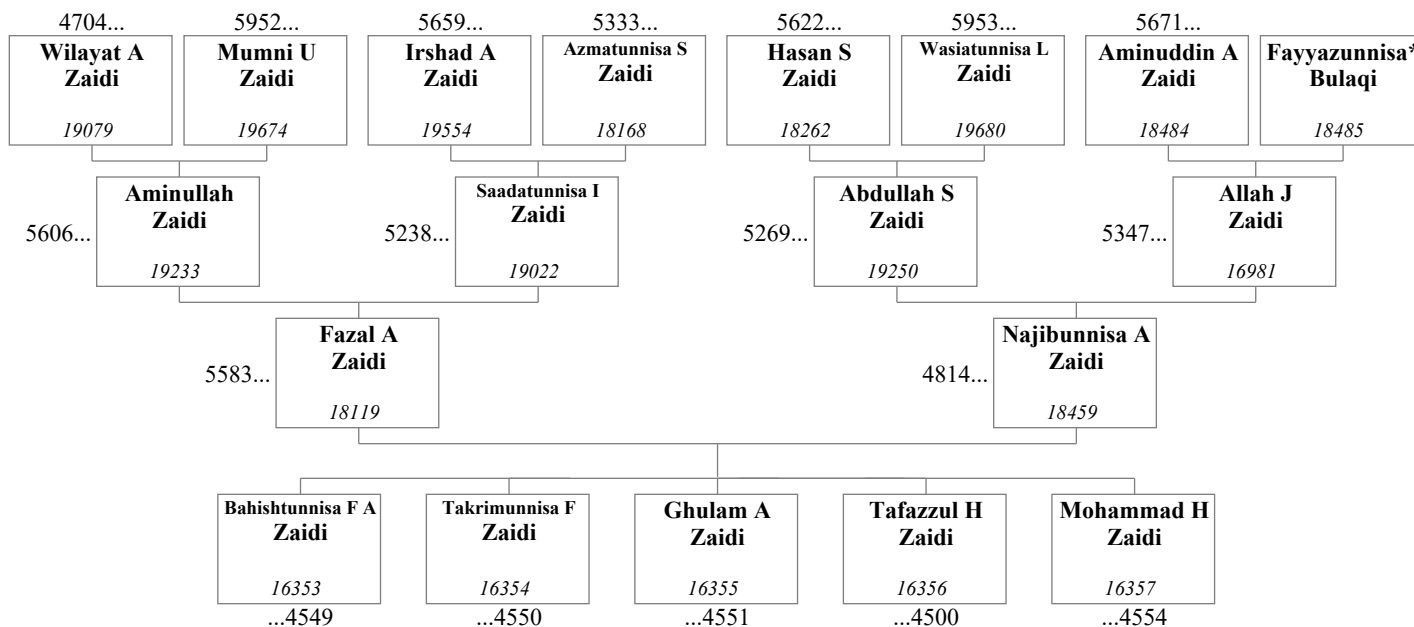 4704... 5952... 5659... 5333... 5622... 5953... 5671...
Wilayat A Mumni U Irshad A Azmatunnisa S Hasan S Wasiatunnisa L Aminuddin A Fayyazunnisa*
Zaidi Zaidi Zaidi Zaidi Zaidi Zaidi Zaidi Bulaqi
19079 19674 19554 18168 18262 19680 18484 18485
Aminullah Saadatunnisa I Abdullah S Allah J
Zaidi Zaidi Zaidi Zaidi
5606... 5238... 5269... 5347...
19233 19022 19250 16981
Fazal A Najibunnisa A
Zaidi Zaidi
5583... 4814...
18119 18459
Bahishtunnisa F A Takrimunnisa F Ghulam A Tafazzul H Mohammad H
Zaidi Zaidi Zaidi Zaidi Zaidi
16353 16354 16355 16356 16357
...4549 ...4550 ...4551 ...4500 ...4554